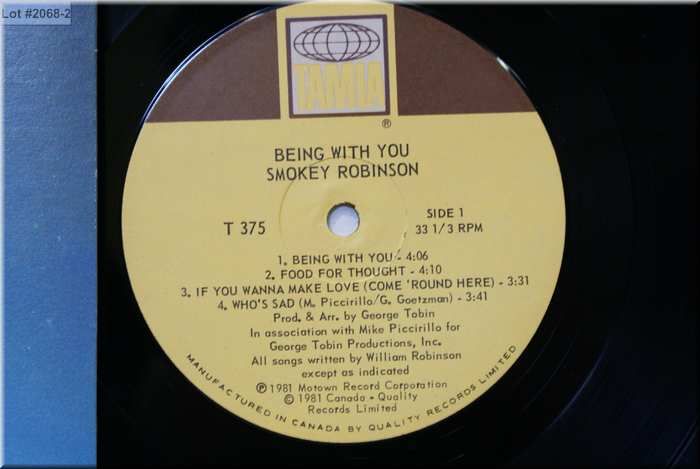 Lot #2068-2
TAMLA
®
BEING WITH YOU
SMOKEY ROBINSON
T 375
SIDE 1
33 1/3 RPM
1. BEING WITH YOU - 4:06
2. FOOD FOR THOUGHT - 4:10
3. IF YOU WANNA MAKE LOVE (COME 'ROUND HERE) - 3:31
4. WHO'S SAD (M. Piccirillo/G. Goetzman) - 3:41
Prod. & Arr. by George Tobin
In association with Mike Piccirillo for
George Tobin Productions, Inc.
All songs written by William Robinson
except as indicated
℗ 1981 Motown Record Corporation
© 1981 Canada - Quality
Records Limited
MANUFACTURED IN CANADA BY QUALITY RECORDS LIMITED